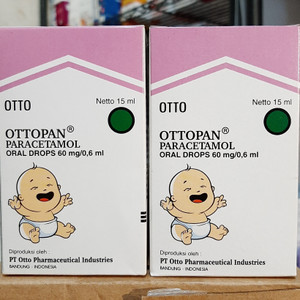 OTTO
Netto 15 ml
OTTOPAN®
PARACETAMOL
ORAL DROPS 60 mg/0,6 ml
Diproduksi oleh :
PT Otto Pharmaceutical Industries
BANDUNG - INDONESIA
OTTO
Netto 15 ml
OTTOPAN®
PARACETAMOL
ORAL DROPS 60 mg/0,6 ml
Diproduksi oleh :
PT Otto Pharmaceutical Industries
BANDUNG - INDONESIA